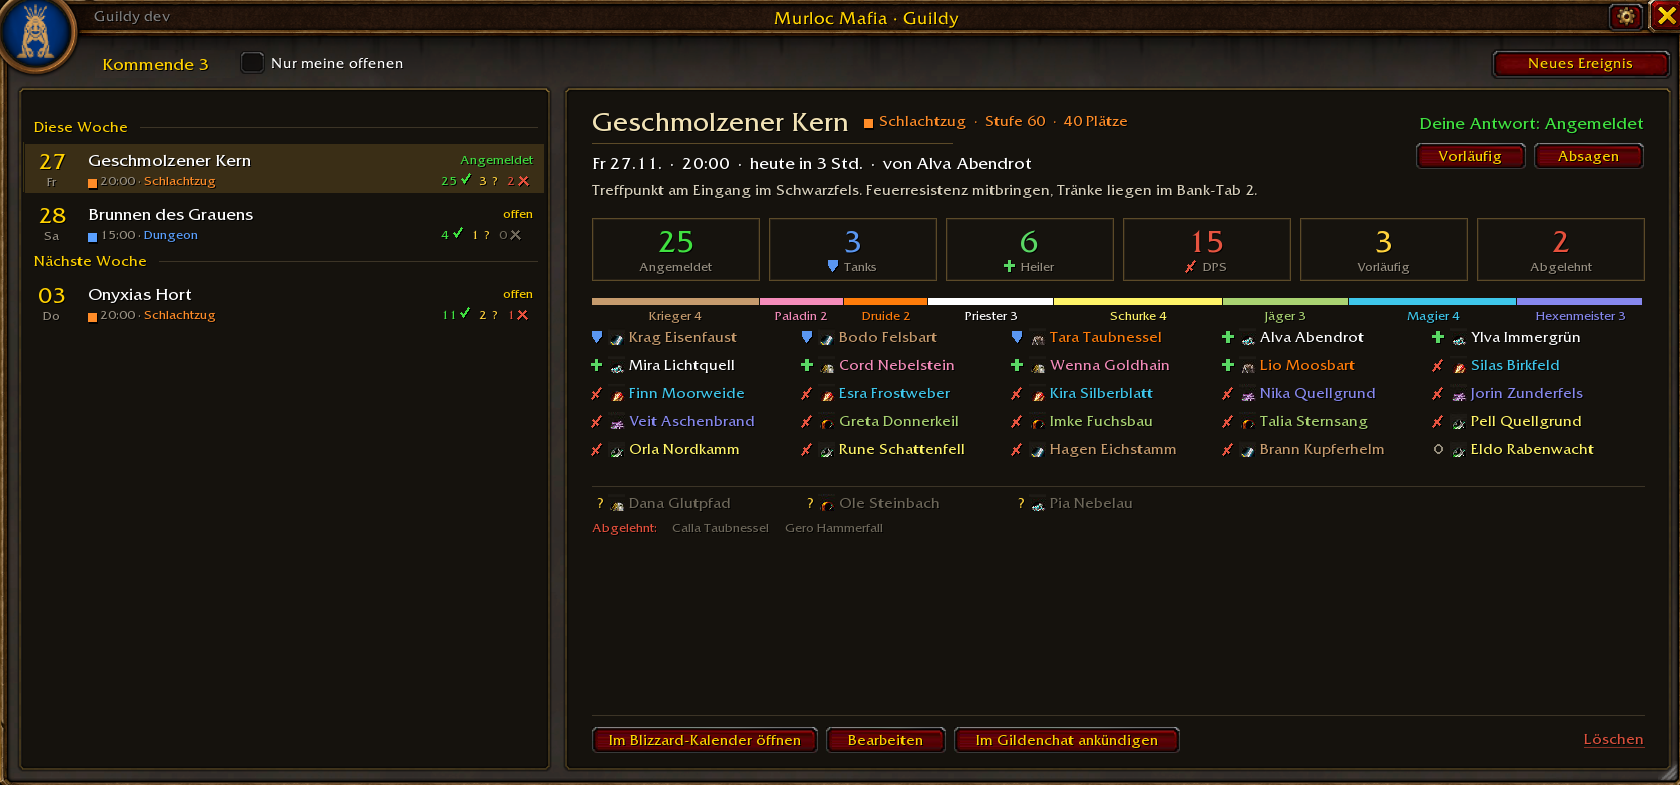 Guildy dev
Murloc Mafia · Guildy
Kommende 3
Nur meine offenen
Neues Ereignis
Diese Woche
27 Geschmolzener Kern Angemeldet
Fr 20:00 · Schlachtzug 25 3 ? 2
28 Brunnen des Grauens offen
Sa 15:00 · Dungeon 4 1 ? 0
Nächste Woche
03 Onyxias Hort offen
Do 20:00 · Schlachtzug 11 2 ? 1
Geschmolzener Kern Schlachtzug · Stufe 60 · 40 Plätze
Deine Antwort: Angemeldet
Fr 27.11. · 20:00 · heute in 3 Std. · von Alva Abendrot
Vorläufig Absagen
Treffpunkt am Eingang im Schwarzfels. Feuerresistenz mitbringen, Tränke liegen im Bank-Tab 2.
25 3 6 15 3 2
Angemeldet Tanks Heiler DPS Vorläufig Abgelehnt
Krieger 4 Paladin 2 Druide 2 Priester 3 Schurke 4 Jäger 3 Magier 4 Hexenmeister 3
Krag Eisenfaust Bodo Felsbart Tara Taubnessel Alva Abendrot Ylva Immergrün
Mira Lichtquell Cord Nebelstein Wenna Goldhain Lio Moosbart Silas Birkfeld
Finn Moorweide Esra Frostweber Kira Silberblatt Nika Quellgrund Jorin Zunderfels
Veit Aschenbrand Greta Donnerkeil Imke Fuchsbau Talia Sternsang Pell Quellgrund
Orla Nordkamm Rune Schattenfell Hagen Eichstamm Brann Kupferhelm Eldo Rabenwacht
? Dana Glutpfad ? Ole Steinbach ? Pia Nebelau
Abgelehnt: Calla Taubnessel Gero Hammerfall
Im Blizzard-Kalender öffnen Bearbeiten Im Gildenchat ankündigen Löschen